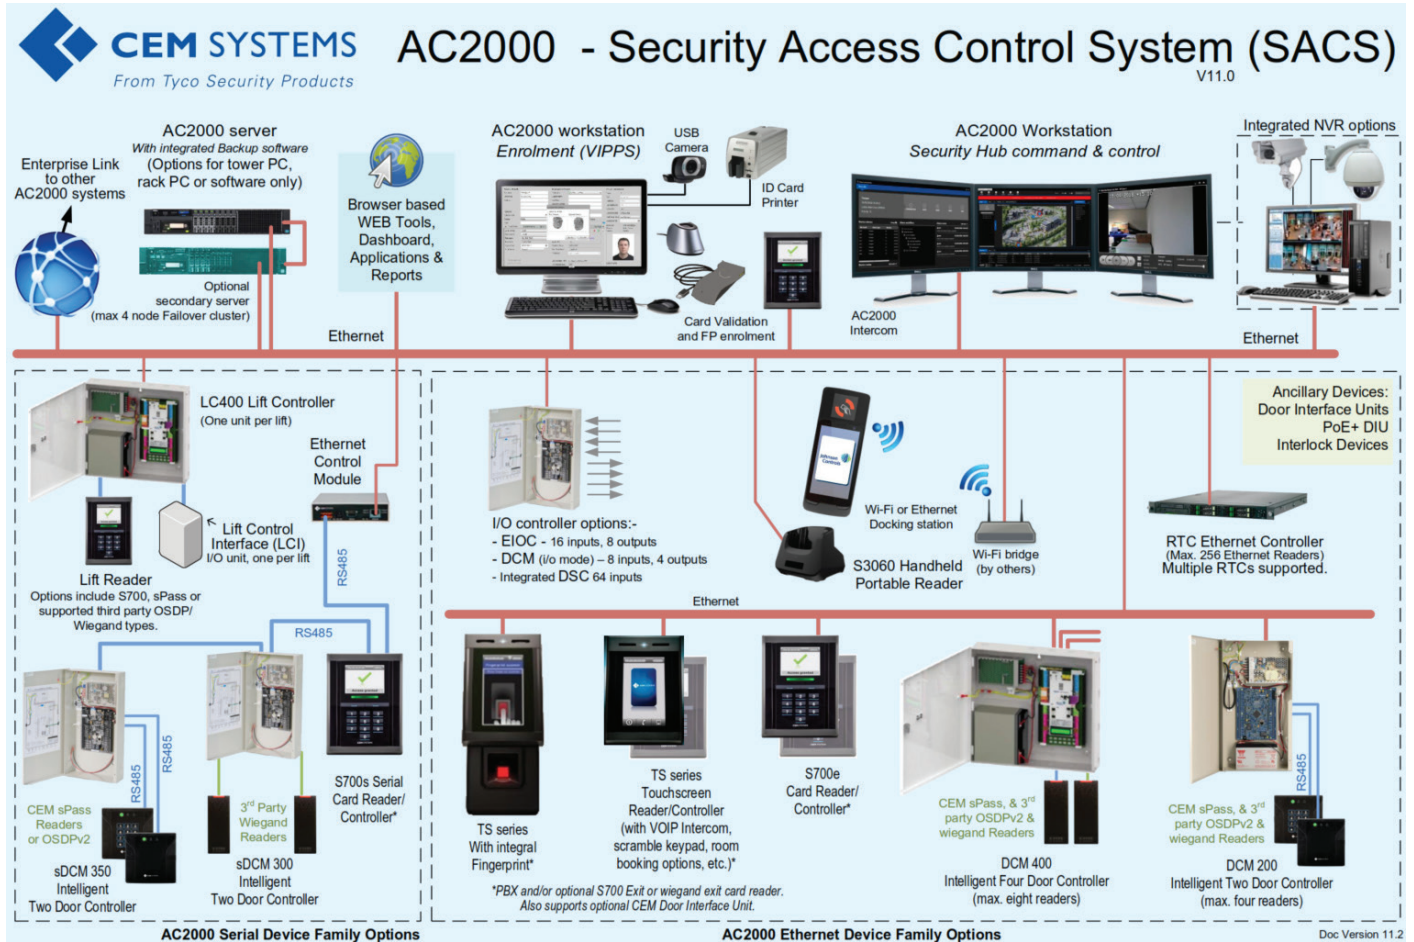 CEM SYSTEMS
From Tyco Security Products
AC2000 - Security Access Control System (SACS)
V11.0
Enterprise Link
to other
AC2000 systems
AC2000 server
With integrated Backup software
(Options for tower PC,
rack PC or software only)
Optional
secondary server
(max 4 node Failover cluster)
Browser based
WEB Tools,
Dashboard,
Applications &
Reports
Ethernet
AC2000 workstation
Enrolment (VIPPS)
USB
Camera
ID Card
Printer
Card Validation
and FP enrolment
AC2000 Workstation
Security Hub command & control
AC2000
Intercom
Integrated NVR options
Ethernet
LC400 Lift Controller
(One unit per lift)
Ethernet
Control
Module
Lift Control
Interface (LCI)
I/O unit, one per lift
Lift Reader
Options include S700, sPass or
supported third party OSDP/
Wiegand types.
RS485
RS485
RS485
RS485
CEM sPass
Readers
or OSDPv2
sDCM 350
Intelligent
Two Door Controller
3rd Party
Wiegand
Readers
sDCM 300
Intelligent
Two Door Controller
S700s Serial
Card Reader/
Controller*
AC2000 Serial Device Family Options
I/O controller options:-
- EIOC - 16 inputs, 8 outputs
- DCM (i/o mode) – 8 inputs, 4 outputs
- Integrated DSC 64 inputs
Johnson
Controls
Wi-Fi or Ethernet
Docking station
S3060 Handheld
Portable Reader
Wi-Fi bridge
(by others)
Ancillary Devices:
Door Interface Units
PoE+ DIU
Interlock Devices
RTC Ethernet Controller
(Max. 256 Ethernet Readers)
Multiple RTCs supported.
Ethernet
TS series
With integral
Fingerprint*
TS series
Touchscreen
Reader/Controller
(with VOIP Intercom,
scramble keypad, room
booking options, etc.)*
S700e
Card Reader/
Controller*
*PBX and/or optional S700 Exit or wiegand exit card reader.
Also supports optional CEM Door Interface Unit.
CEM sPass, & 3rd
party OSDPv2 &
wiegand Readers
DCM 400
Intelligent Four Door Controller
(max. eight readers)
RS485
CEM sPass, & 3rd
party OSDPv2 &
wiegand Readers
DCM 200
Intelligent Two Door Controller
(max. four readers)
AC2000 Ethernet Device Family Options
Doc Version 11.2